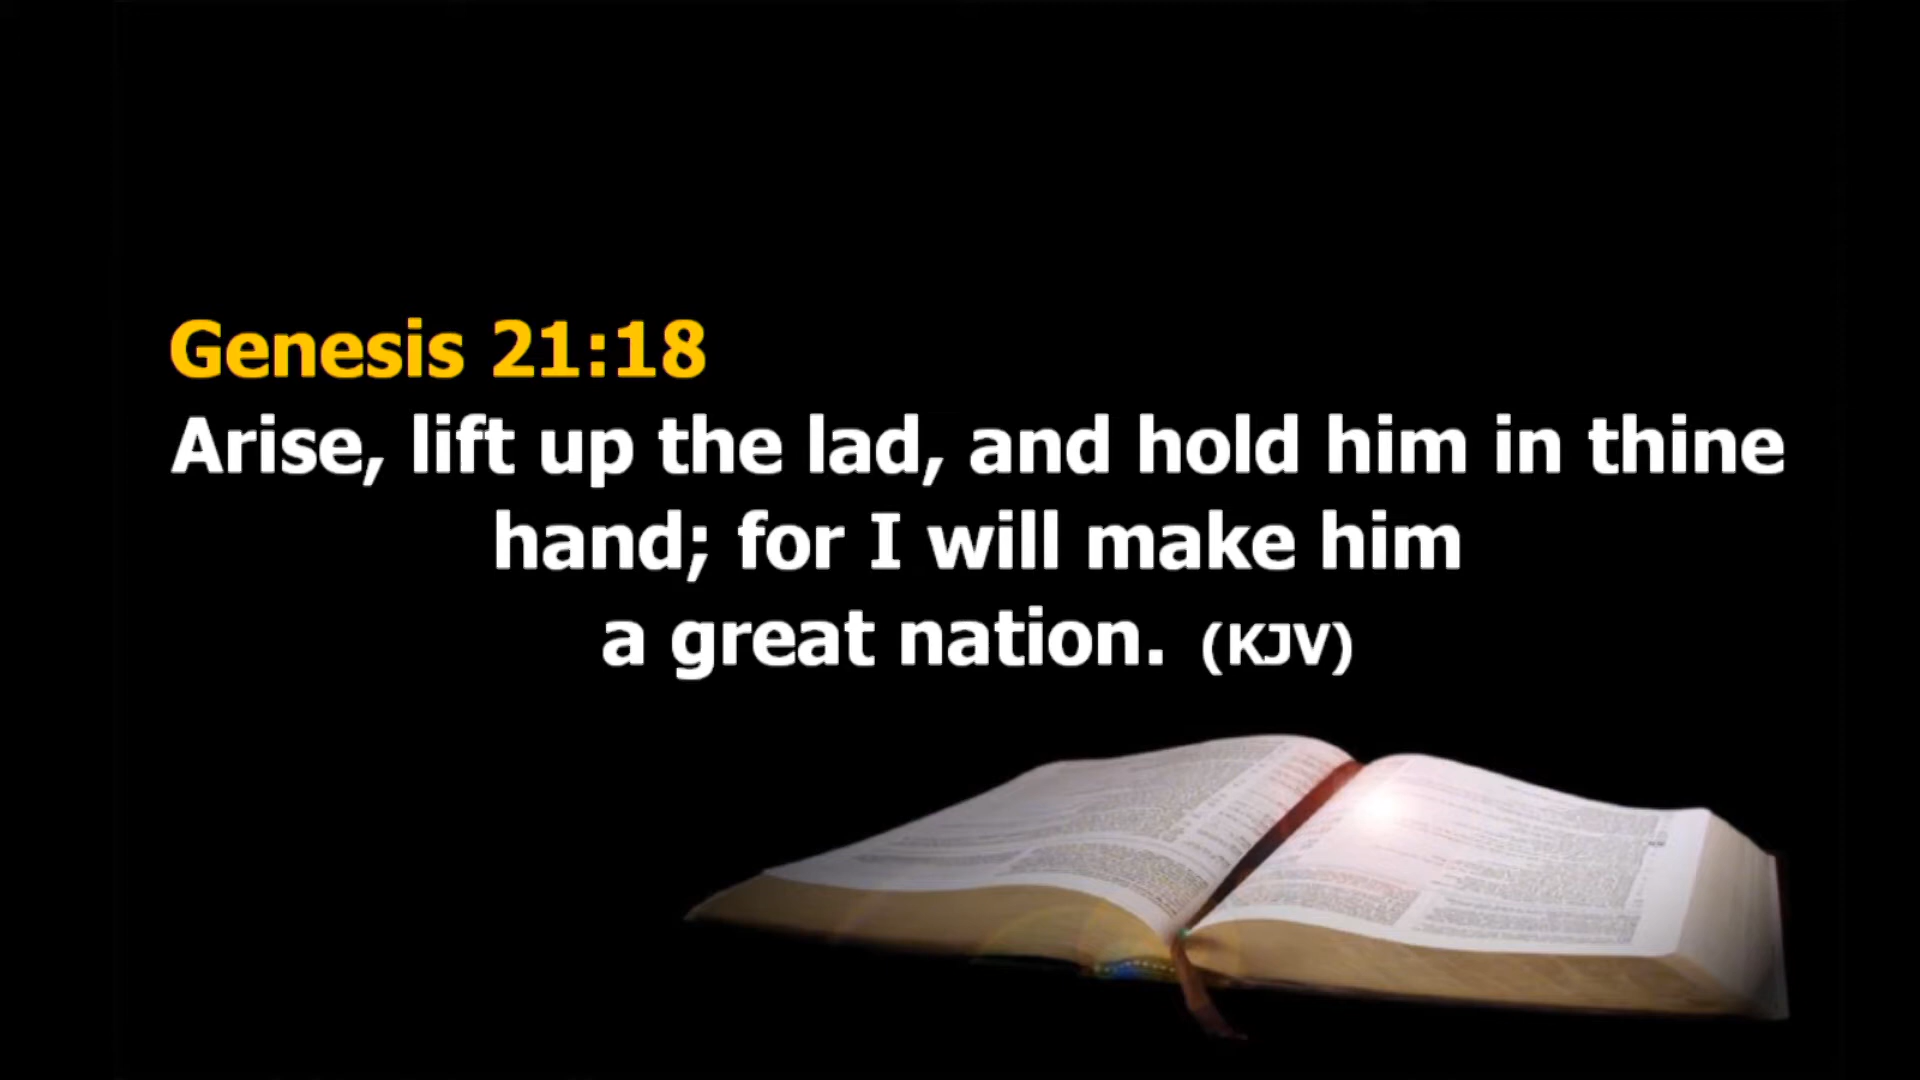 Genesis 21:18
Arise, lift up the lad, and hold him in thine
hand; for I will make him
a great nation. (KJV)